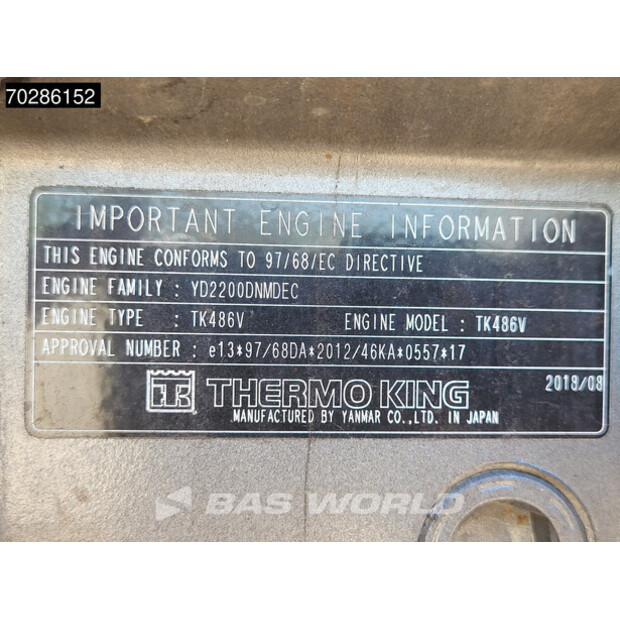 70286152
IMPORTANT ENGINE INFORMATION
THIS ENGINE CONFORMS TO 97/68/EC DIRECTIVE
ENGINE FAMILY : YD2200DNMDEC
ENGINE TYPE : TK486V ENGINE MODEL : TK486V
APPROVAL NUMBER : e13*97/68DA*2012/46KA*0557*17
TK THERMO KING 2018/08
MANUFACTURED BY YANMAR CO.,LTD. IN JAPAN
BAS WORLD